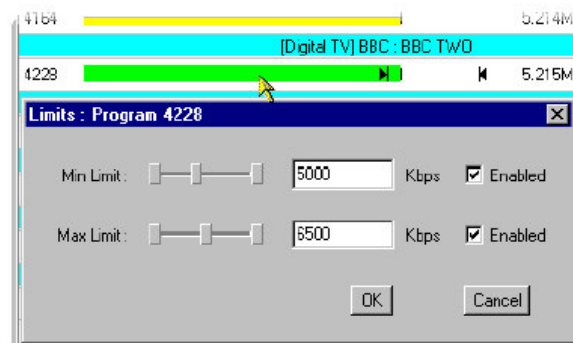 4164 5.214M
[Digital TV] BBC : BBC TWO
4228 5.215M
Limits : Program 4228
Min Limit : 5000 Kbps Enabled
Max Limit : 6500 Kbps Enabled
OK Cancel